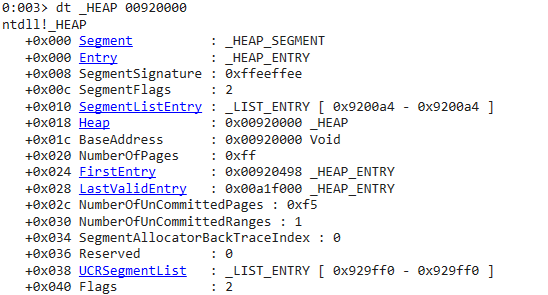 0:003> dt _HEAP 00920000
ntdll!_HEAP
+0x000 Segment : _HEAP_SEGMENT
+0x000 Entry : _HEAP_ENTRY
+0x008 SegmentSignature : 0xffeeffee
+0x00c SegmentFlags : 2
+0x010 SegmentListEntry : _LIST_ENTRY [ 0x9200a4 - 0x9200a4 ]
+0x018 Heap : 0x00920000 _HEAP
+0x01c BaseAddress : 0x00920000 Void
+0x020 NumberOfPages : 0xff
+0x024 FirstEntry : 0x00920498 _HEAP_ENTRY
+0x028 LastValidEntry : 0x00a1f000 _HEAP_ENTRY
+0x02c NumberOfUnCommittedPages : 0xf5
+0x030 NumberOfUnCommittedRanges : 1
+0x034 SegmentAllocatorBackTraceIndex : 0
+0x036 Reserved : 0
+0x038 UCRSegmentList : _LIST_ENTRY [ 0x929ff0 - 0x929ff0 ]
+0x040 Flags : 2